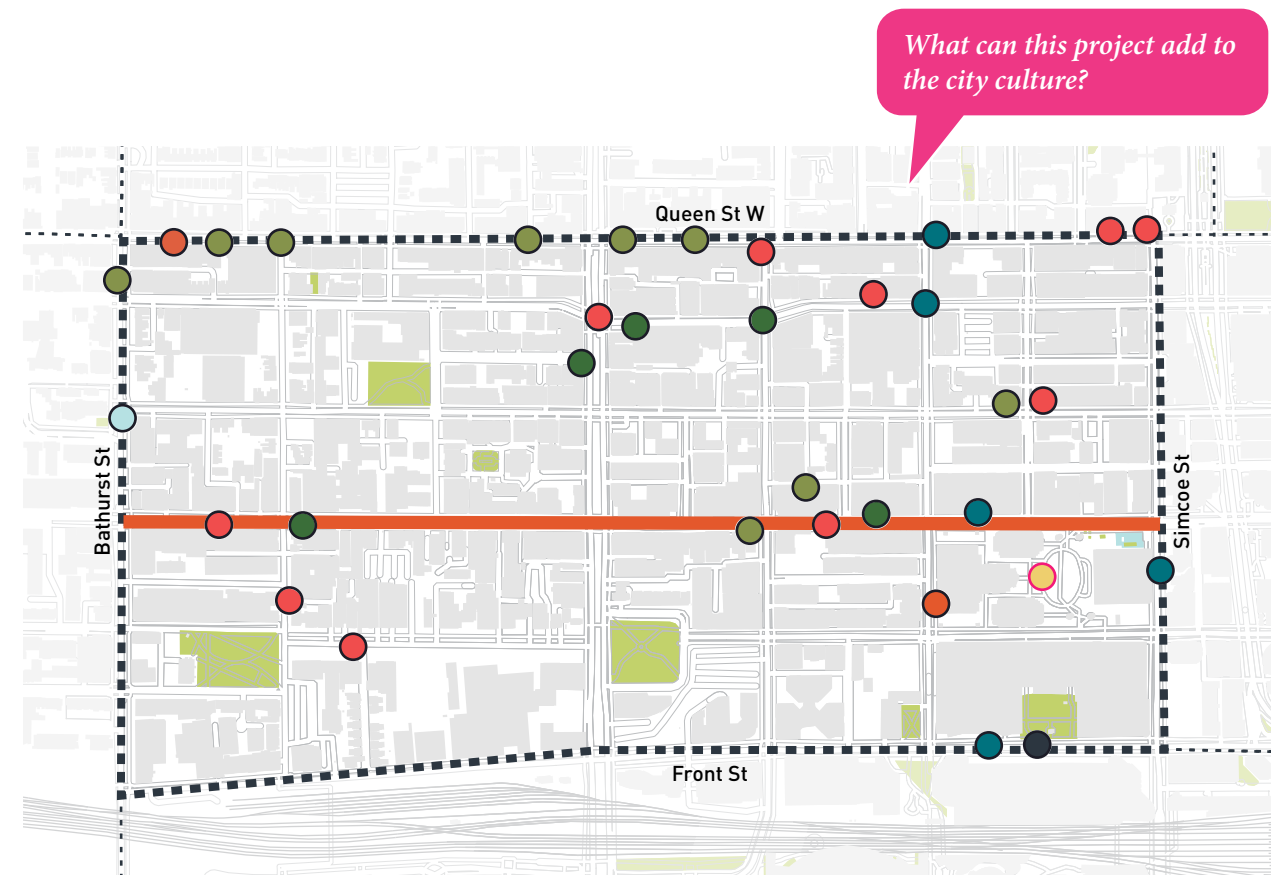 What can this project add to
the city culture?
Queen St W
Bathurst St
Simcoe St
Front St